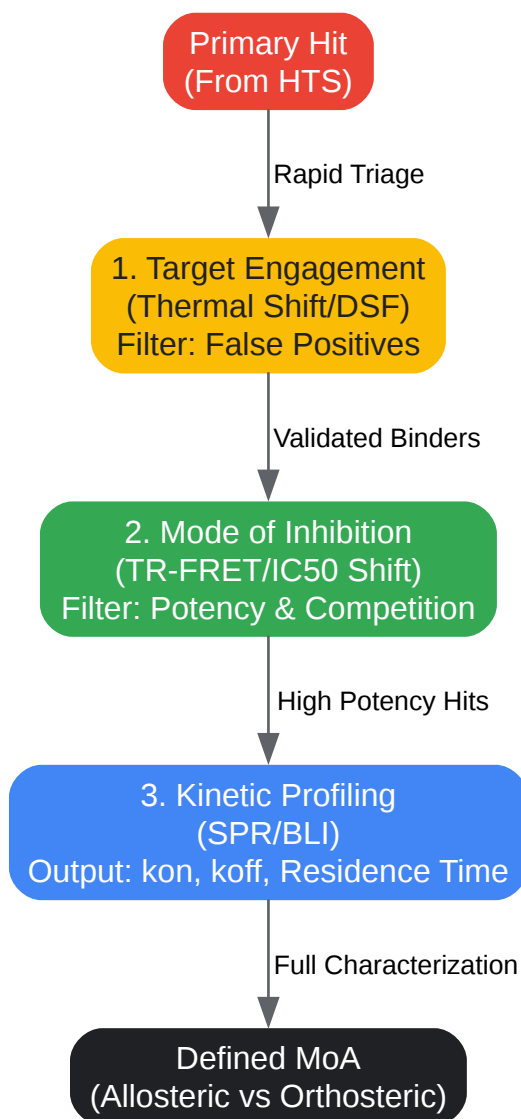 Primary Hit
(From HTS)
Rapid Triage
1. Target Engagement
(Thermal Shift/DSF)
Filter: False Positives
Validated Binders
2. Mode of Inhibition
(TR-FRET/IC50 Shift)
Filter: Potency & Competition
High Potency Hits
3. Kinetic Profiling
(SPR/BLI)
Output: kon, koff, Residence Time
Full Characterization
Defined MoA
(Allosteric vs Orthosteric)